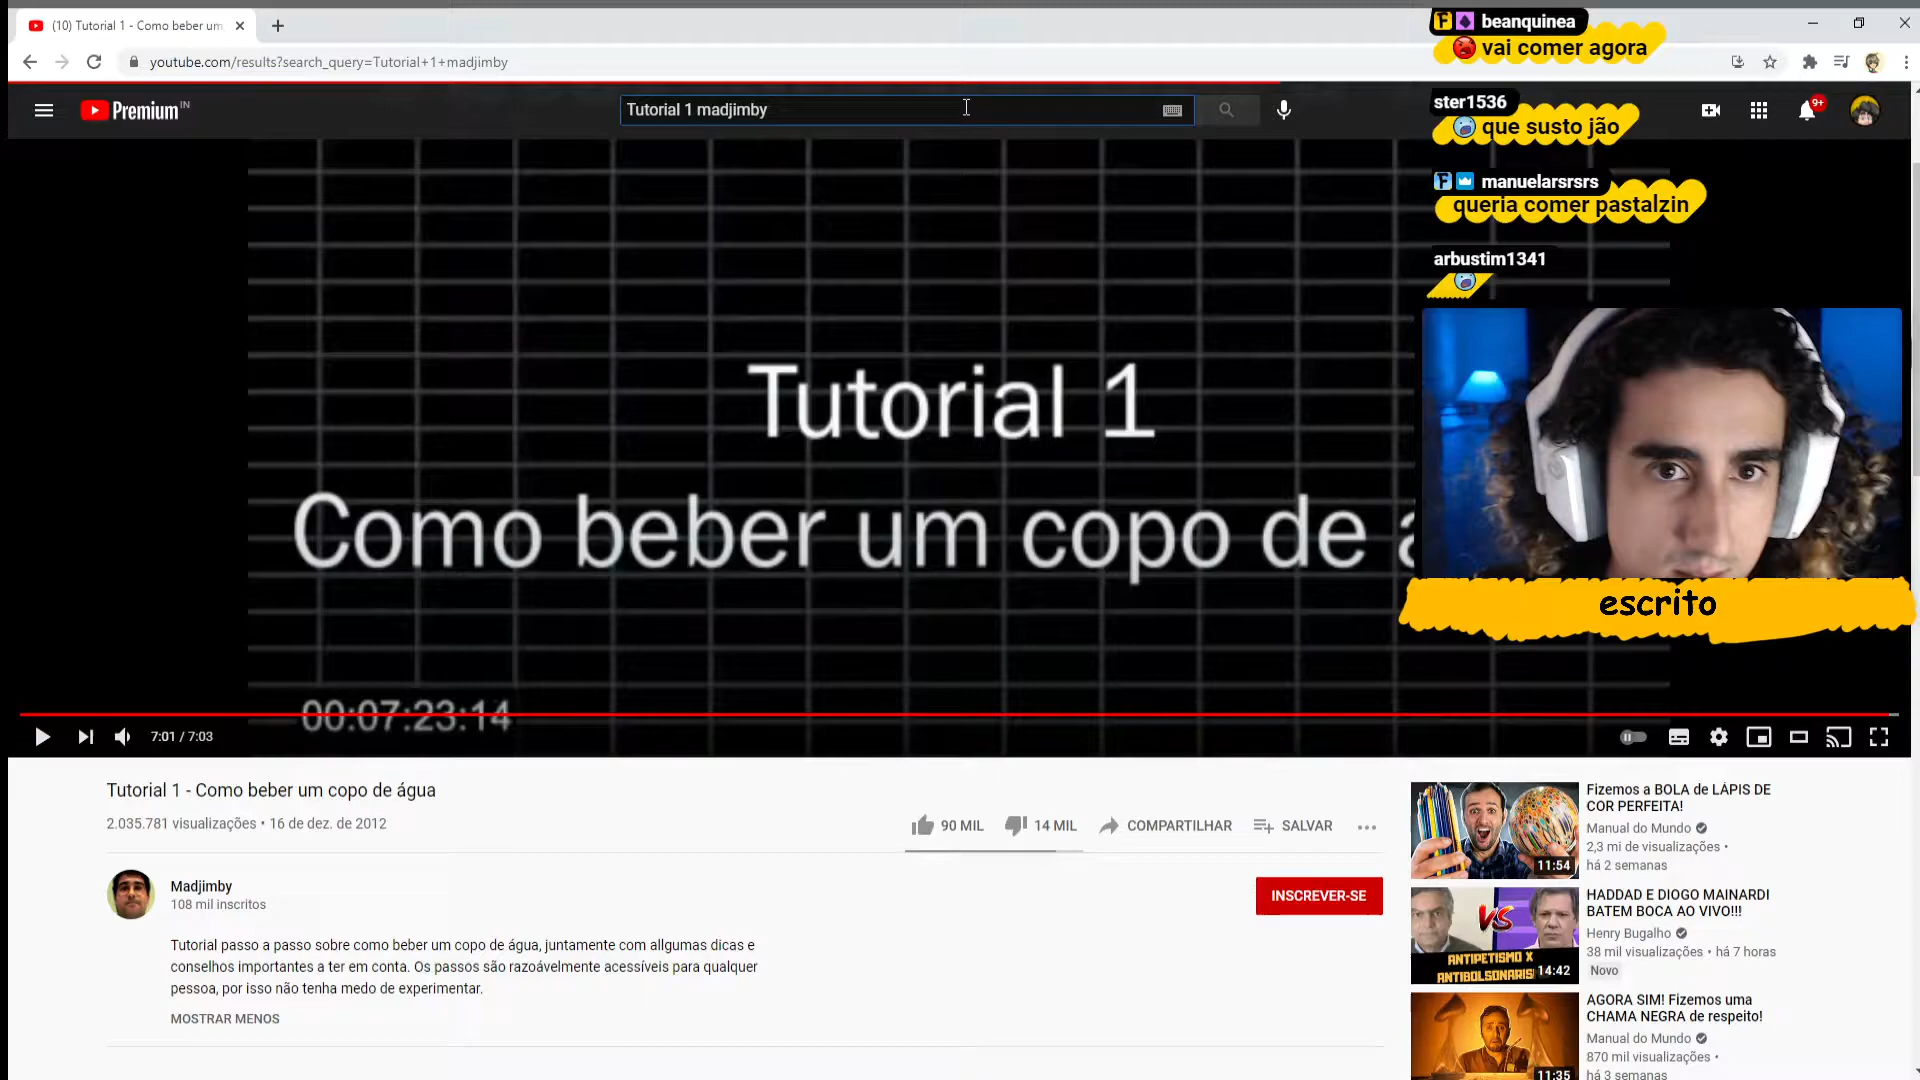 (10) Tutorial 1 - Como beber um
youtube.com/results?search_query=Tutorial+1+madjimby
Premium IN
Tutorial 1 madjimby
9+
beanquinea
vai comer agora
ster1536
que susto jão
manuelarsrsrs
queria comer pastalzin
arbustim1341
Tutorial 1
Como beber um copo de
escrito
00:07:23:14
7:01 / 7:03
Tutorial 1 - Como beber um copo de água
2.035.781 visualizações • 16 de dez. de 2012
90 MIL
14 MIL
COMPARTILHAR
SALVAR
Madjimby
108 mil inscritos
INSCREVER-SE
Tutorial passo a passo sobre como beber um copo de água, juntamente com allgumas dicas e
conselhos importantes a ter em conta. Os passos são razoávelmente acessíveis para qualquer
pessoa, por isso não tenha medo de experimentar.
MOSTRAR MENOS
11:54
Fizemos a BOLA de LÁPIS DE
COR PERFEITA!
Manual do Mundo
2,3 mi de visualizações •
há 2 semanas
VS
ANTIPETISMO X
ANTIBOLSONARIS
14:42
HADDAD E DIOGO MAINARDI
BATEM BOCA AO VIVO!!!
Henry Bugalho
38 mil visualizações • há 7 horas
Novo
11:35
AGORA SIM! Fizemos uma
CHAMA NEGRA de respeito!
Manual do Mundo
870 mil visualizações •
há 3 semanas